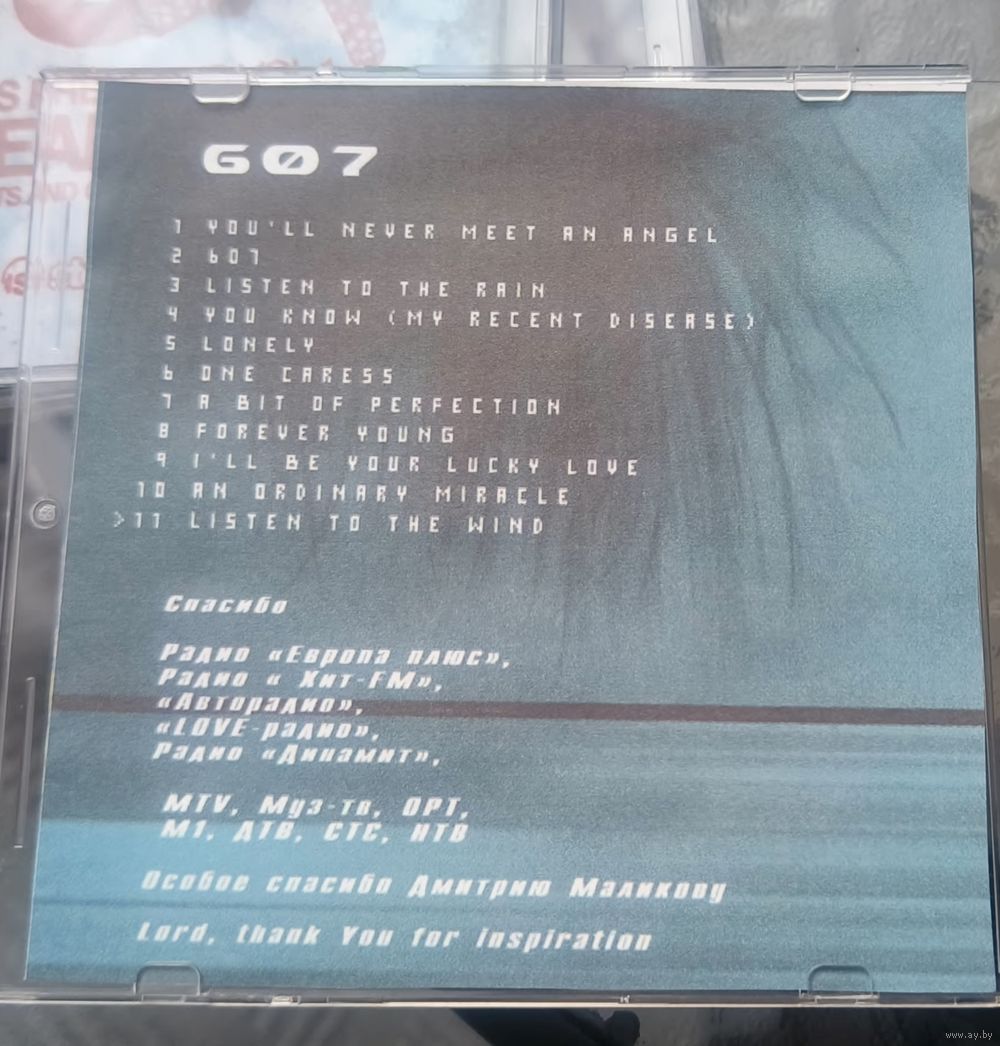 607
1 YOU'LL NEVER MEET AN ANGEL
2 607
3 LISTEN TO THE RAIN
4 YOU KNOW (MY RECENT DISEASE)
5 LONELY
6 ONE CARESS
7 A BIT OF PERFECTION
8 FOREVER YOUNG
9 I'LL BE YOUR LUCKY LOVE
10 AN ORDINARY MIRACLE
>11 LISTEN TO THE WIND
Спасибо
Радио «Европа плюс»,
Радио « Хит-FM»,
«Авторадио»,
«LOVE-радио»,
Радио «Динамит»,
MTV, Муз-тв, ОРТ,
М1, ДТВ, СТС, НТВ
Особое спасибо Дмитрию Маликову
Lord, thank You for inspiration
www.ay.by